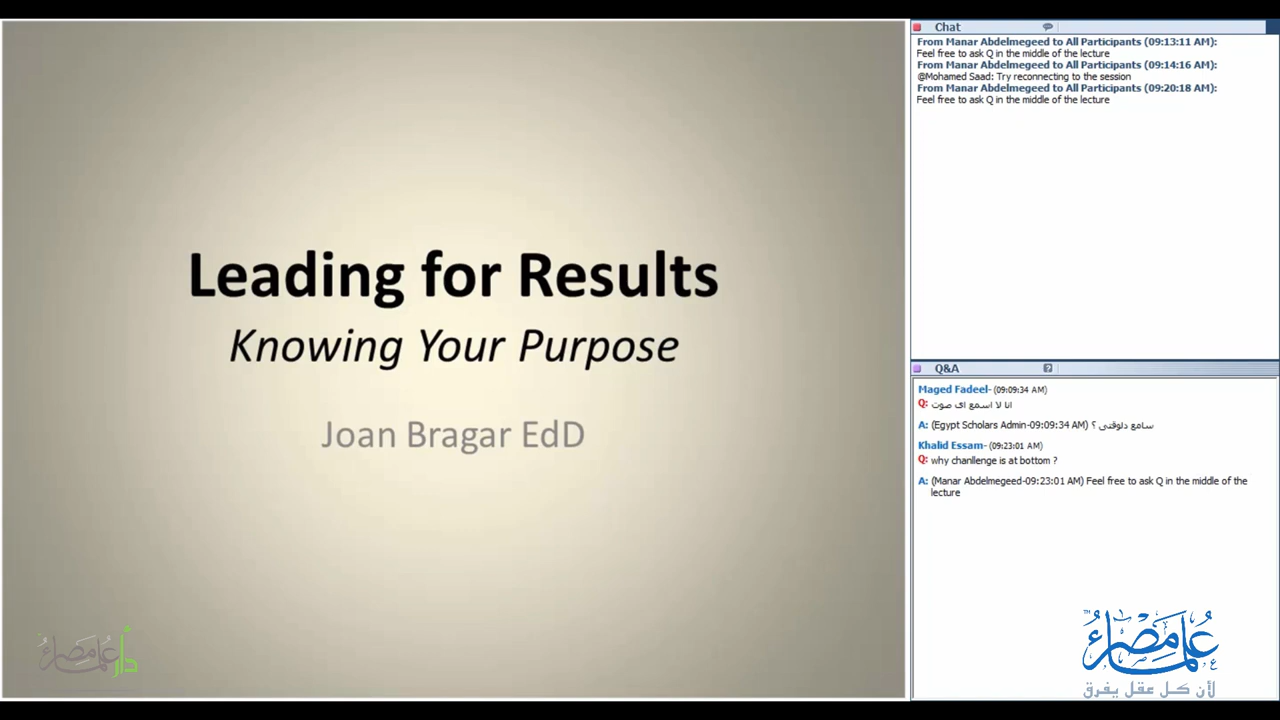 Leading for Results
Knowing Your Purpose
Joan Bragar EdD
دار علماء مصر
Chat
From Manar Abdelmegeed to All Participants (09:13:11 AM):
Feel free to ask Q in the middle of the lecture
From Manar Abdelmegeed to All Participants (09:14:16 AM):
@Mohamed Saad: Try reconnecting to the session
From Manar Abdelmegeed to All Participants (09:20:18 AM):
Feel free to ask Q in the middle of the lecture
Q&A
Maged Fadeel- (09:09:34 AM)
Q: انا لا اسمع اى صوت
A: (Egypt Scholars Admin-09:09:34 AM) سامع دلوقتى ؟
Khalid Essam- (09:23:01 AM)
Q: why chanllenge is at bottom ?
A: (Manar Abdelmegeed-09:23:01 AM) Feel free to ask Q in the middle of the
lecture
علماء مصر
لأن كل عقل يفرق